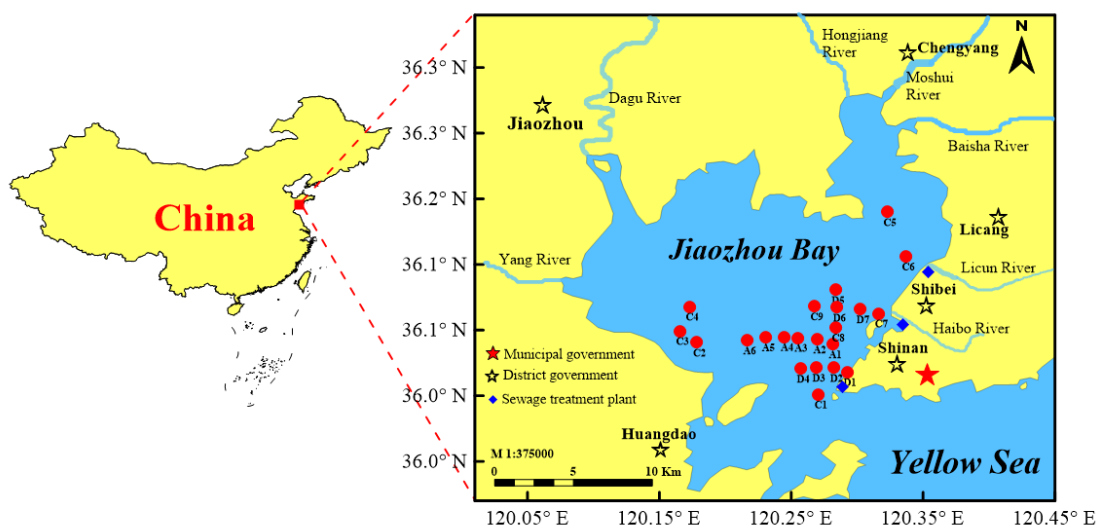 China
36.3° N
36.3° N
36.2° N
36.1° N
36.1° N
36.0° N
36.0° N
120.05° E
120.15° E
120.25° E
120.35° E
120.45° E
N
Hongjiang
River
Chengyang
Moshui
River
Dagu River
Jiaozhou
Baisha River
C5
Licang
Jiaozhou Bay
C6
Yang River
Licun River
Shibei
D5
C4
C9
D6
D7
C7
Haibo River
C8
C3
C2
A6
A5
A4
A3
A2
A1
Shinan
D4
D3
D2
D1
C1
Municipal government
District government
Sewage treatment plant
Huangdao
M 1:375000
0
5
10 Km
Yellow Sea